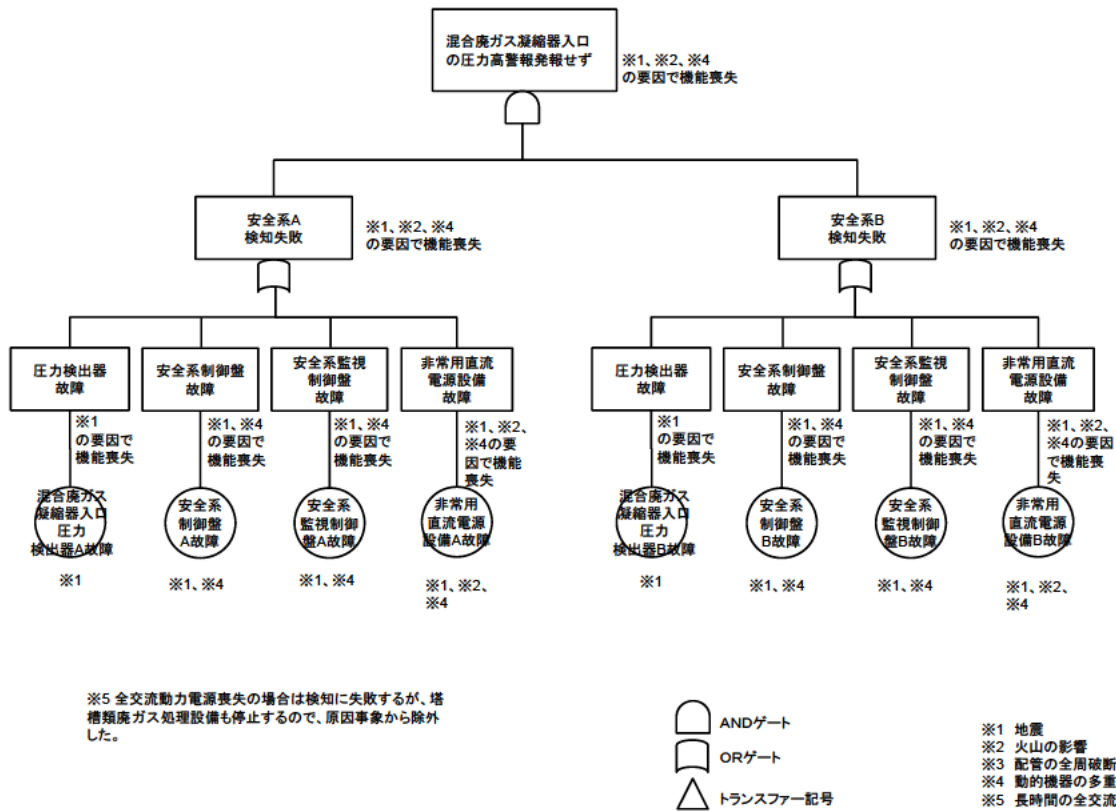 混合廃ガス凝縮器入口
の圧力高警報発報せず
※1、※2、※4
の要因で機能喪失
安全系A
検知失敗
※1、※2、※4
の要因で機能喪失
安全系B
検知失敗
※1、※2、※4
の要因で機能喪失
圧力検出器
故障
安全系制御盤
故障
安全系監視
制御盤
故障
非常用直流
電源設備
故障
圧力検出器
故障
安全系制御盤
故障
安全系監視
制御盤
故障
非常用直流
電源設備
故障
※1
の要因で
機能喪失
※1、※4
の要因で
機能喪失
※1、※4
の要因で
機能喪失
※1、※2、
※4の要
因で機能
喪失
※1
の要因で
機能喪失
※1、※4
の要因で
機能喪失
※1、※4
の要因で
機能喪失
※1、※2、
※4の要因
で機能喪
失
混合廃ガス
凝縮器入口
圧力
検出器A故障
安全系
制御盤
A故障
安全系
監視制御
盤A故障
非常用
直流電源
設備A故障
混合廃ガス
凝縮器入口
圧力
検出器B故障
安全系
制御盤
B故障
安全系
監視制御
盤B故障
非常用
直流電源
設備B故障
※1
※1、※4
※1、※4
※1、※2、
※4
※1
※1、※4
※1、※4
※1、※2、
※4
※5 全交流動力電源喪失の場合は検知に失敗するが、塔
槽類廃ガス処理設備も停止するので、原因事象から除外
した。
ANDゲート
ORゲート
トランスファー記号
※1 地震
※2 火山の影響
※3 配管の全周破断
※4 動的機器の多重
※5 長時間の全交流